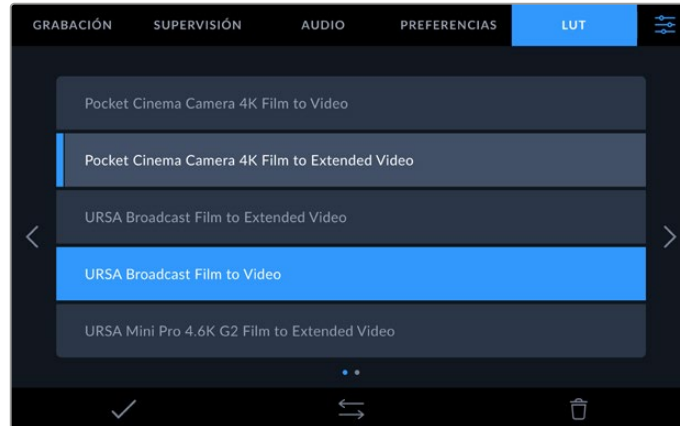 GRABACIÓN SUPERVISIÓN AUDIO PREFERENCIAS LUT
Pocket Cinema Camera 4K Film to Video
Pocket Cinema Camera 4K Film to Extended Video
URSA Broadcast Film to Extended Video
URSA Broadcast Film to Video
URSA Mini Pro 4.6K G2 Film to Extended Video